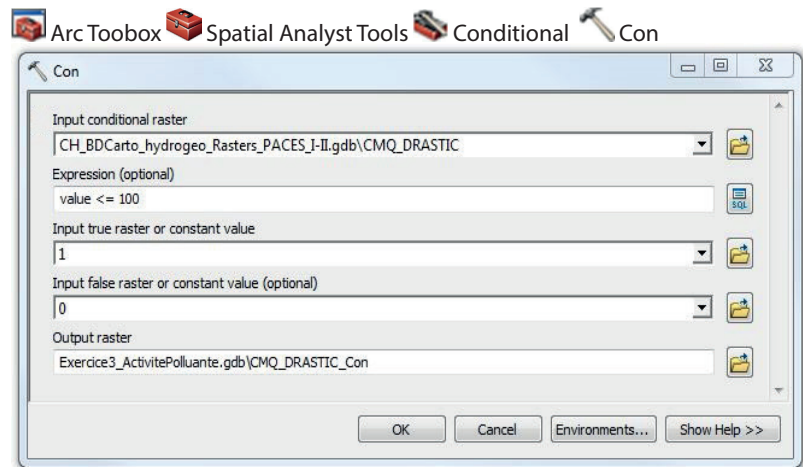 Arc Toobox Spatial Analyst Tools Conditional Con
Con
Input conditional raster
CH_BDCarto_hydrogeo_Rasters_PACES_I-II.gdb\CMQ_DRASTIC
Expression (optional)
value <= 100
SQL
Input true raster or constant value
1
Input false raster or constant value (optional)
0
Output raster
Exercice3_ActivitePolluante.gdb\CMQ_DRASTIC_Con
OK Cancel Environments... Show Help >>